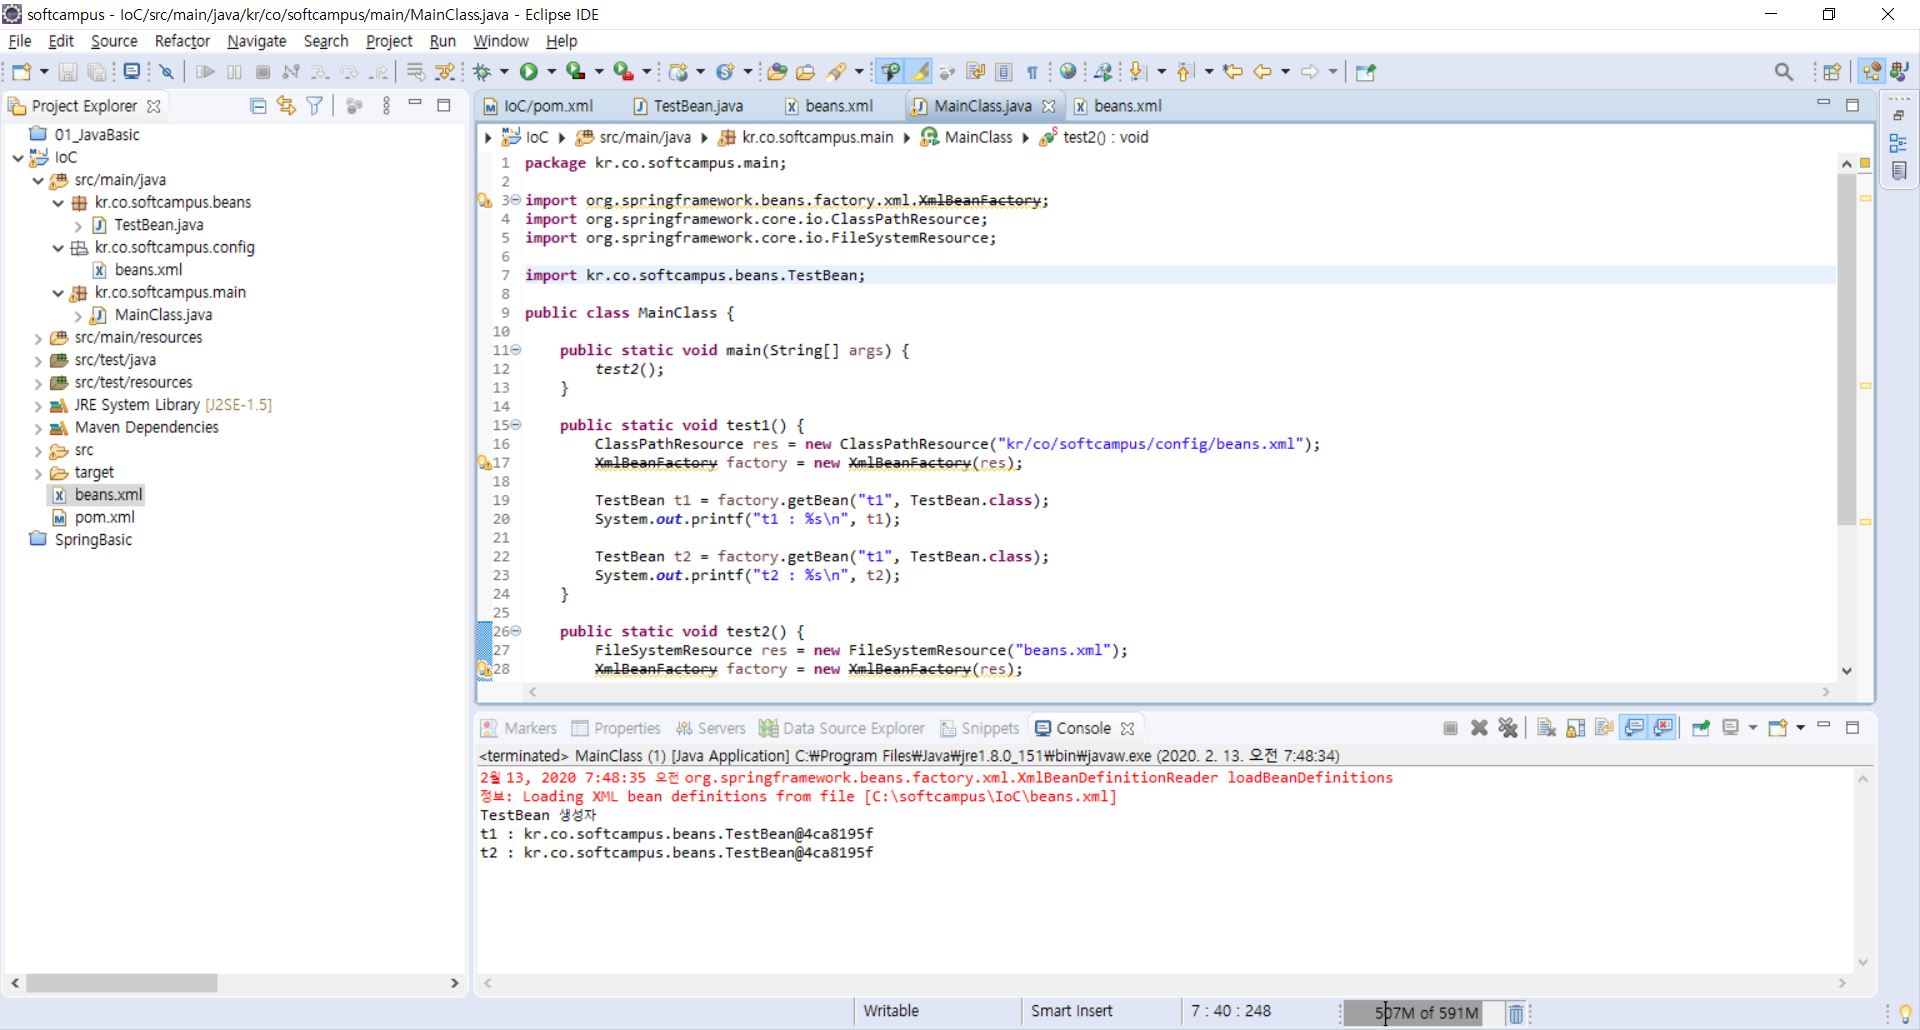 softcampus - IoC/src/main/java/kr/co/softcampus/main/MainClass.java - Eclipse IDE
File Edit Source Refactor Navigate Search Project Run Window Help
Project Explorer
01_JavaBasic
IoC
src/main/java
kr.co.softcampus.beans
TestBean.java
kr.co.softcampus.config
beans.xml
kr.co.softcampus.main
MainClass.java
src/main/resources
src/test/java
src/test/resources
JRE System Library [J2SE-1.5]
Maven Dependencies
src
target
beans.xml
pom.xml
SpringBasic
IoC/pom.xml TestBean.java beans.xml MainClass.java beans.xml
IoC src/main/java kr.co.softcampus.main MainClass test2() : void
1 package kr.co.softcampus.main;
2
3 import org.springframework.beans.factory.xml.XmlBeanFactory;
4 import org.springframework.core.io.ClassPathResource;
5 import org.springframework.core.io.FileSystemResource;
6
7 import kr.co.softcampus.beans.TestBean;
8
9 public class MainClass {
10
11 public static void main(String[] args) {
12 test2();
13 }
14
15 public static void test1() {
16 ClassPathResource res = new ClassPathResource("kr/co/softcampus/config/beans.xml");
17 XmlBeanFactory factory = new XmlBeanFactory(res);
18
19 TestBean t1 = factory.getBean("t1", TestBean.class);
20 System.out.printf("t1 : %s\n", t1);
21
22 TestBean t2 = factory.getBean("t1", TestBean.class);
23 System.out.printf("t2 : %s\n", t2);
24 }
25
26 public static void test2() {
27 FileSystemResource res = new FileSystemResource("beans.xml");
28 XmlBeanFactory factory = new XmlBeanFactory(res);
Markers Properties Servers Data Source Explorer Snippets Console
<terminated> MainClass (1) [Java Application] C:₩Program Files₩Java₩jre1.8.0_151₩bin₩javaw.exe (2020. 2. 13. 오전 7:48:34)
2월 13, 2020 7:48:35 오전 org.springframework.beans.factory.xml.XmlBeanDefinitionReader loadBeanDefinitions
정보: Loading XML bean definitions from file [C:\softcampus\IoC\beans.xml]
TestBean 생성자
t1 : kr.co.softcampus.beans.TestBean@4ca8195f
t2 : kr.co.softcampus.beans.TestBean@4ca8195f
Writable Smart Insert 7 : 40 : 248 507M of 591M